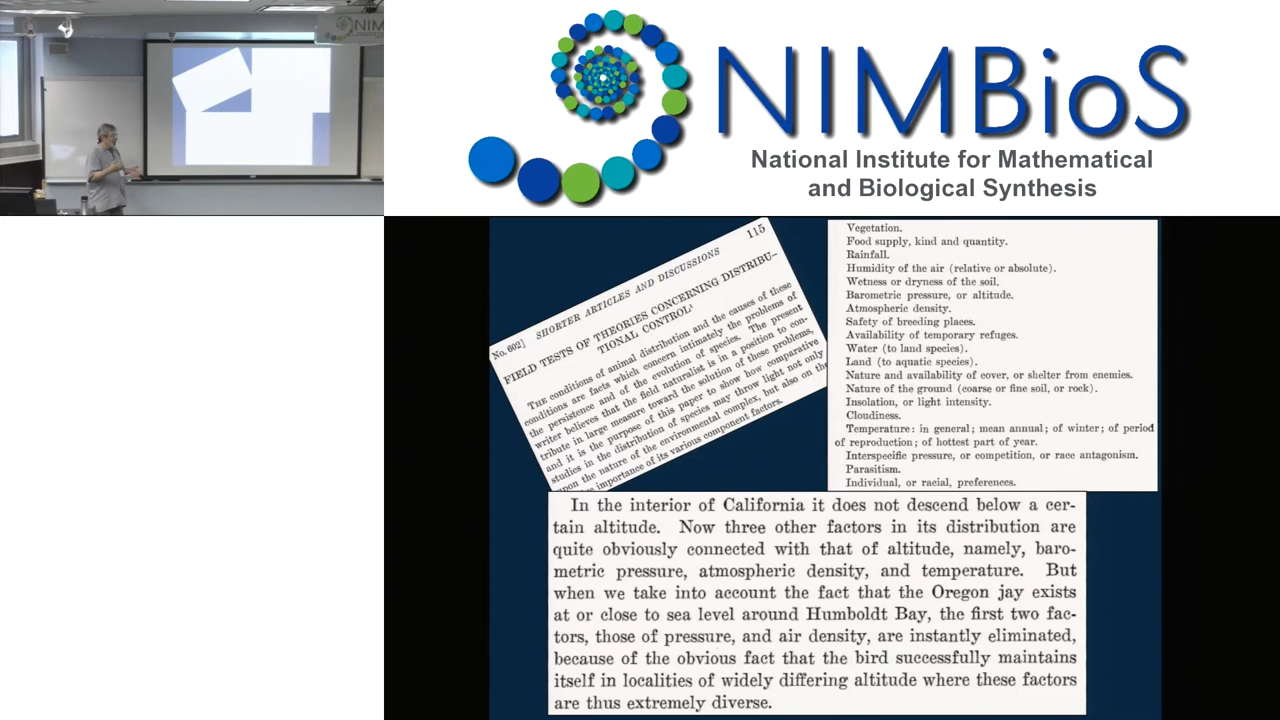 NIM
NIMBioS
National Institute for Mathematical
and Biological Synthesis
No. 602] SHORTER ARTICLES AND DISCUSSIONS 115
FIELD TESTS OF THEORIES CONCERNING DISTRIBU-
TIONAL CONTROL¹
THE conditions of animal distribution and the causes of these
conditions are facts which concern intimately the problems of
the persistence and of the evolution of species. The present
writer believes that the field naturalist is in a position to con-
tribute in large measure toward the solution of these problems,
and it is the purpose of this paper to show how comparative
studies in the distribution of species may throw light not only
upon the nature of the environmental complex, but also on the
importance of its various component factors.
Vegetation.
Food supply, kind and quantity.
Rainfall.
Humidity of the air (relative or absolute).
Wetness or dryness of the soil.
Barometric pressure, or altitude.
Atmospheric density.
Safety of breeding places.
Availability of temporary refuges.
Water (to land species).
Land (to aquatic species).
Nature and availability of cover, or shelter from enemies.
Nature of the ground (coarse or fine soil, or rock).
Insolation, or light intensity.
Cloudiness.
Temperature: in general; mean annual; of winter; of period
of reproduction; of hottest part of year.
Interspecific pressure, or competition, or race antagonism.
Parasitism.
Individual, or racial, preferences.
In the interior of California it does not descend below a cer-
tain altitude. Now three other factors in its distribution are
quite obviously connected with that of altitude, namely, baro-
metric pressure, atmospheric density, and temperature. But
when we take into account the fact that the Oregon jay exists
at or close to sea level around Humboldt Bay, the first two fac-
tors, those of pressure, and air density, are instantly eliminated,
because of the obvious fact that the bird successfully maintains
itself in localities of widely differing altitude where these factors
are thus extremely diverse.